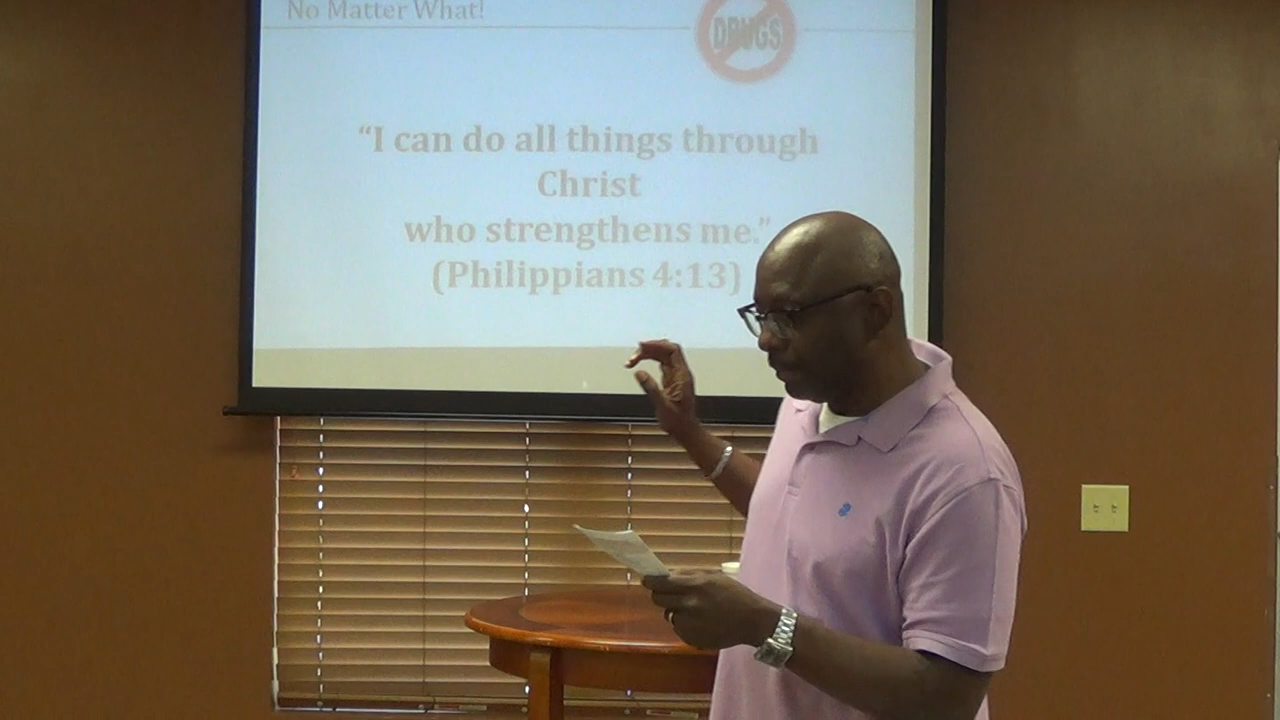 No Matter What!
DRUGS
“I can do all things through
Christ
who strengthens me.”
(Philippians 4:13)